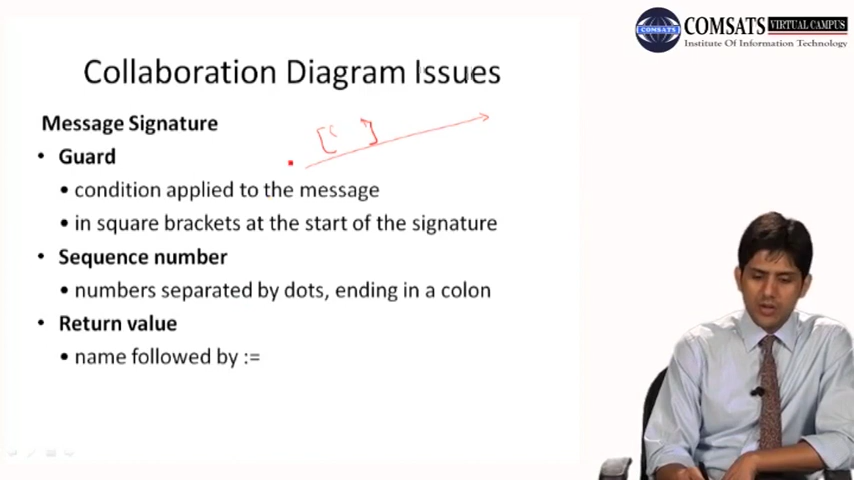 COMSATS VIRTUAL CAMPUS
COMSATS
Institute Of Information Technology
Collaboration Diagram Issues
Message Signature
• Guard
• condition applied to the message
• in square brackets at the start of the signature
• Sequence number
• numbers separated by dots, ending in a colon
• Return value
• name followed by :=